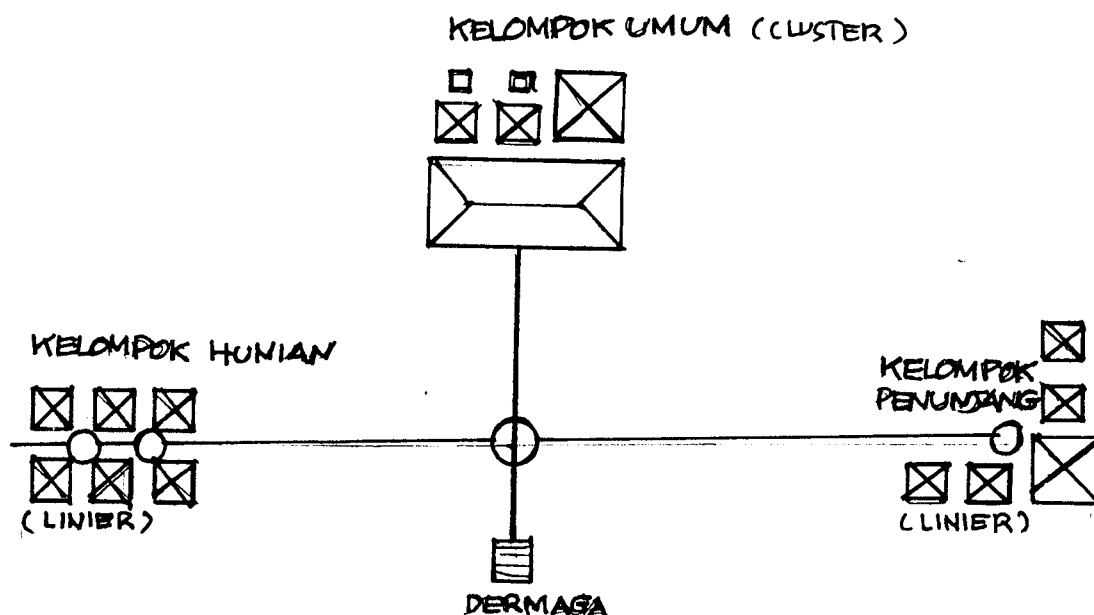 KELOMPOK UMUM (CLUSTER)
KELOMPOK HUNIAN
KELOMPOK
PENUNJANG
(LINIER)
(LINIER)
DERMAGA